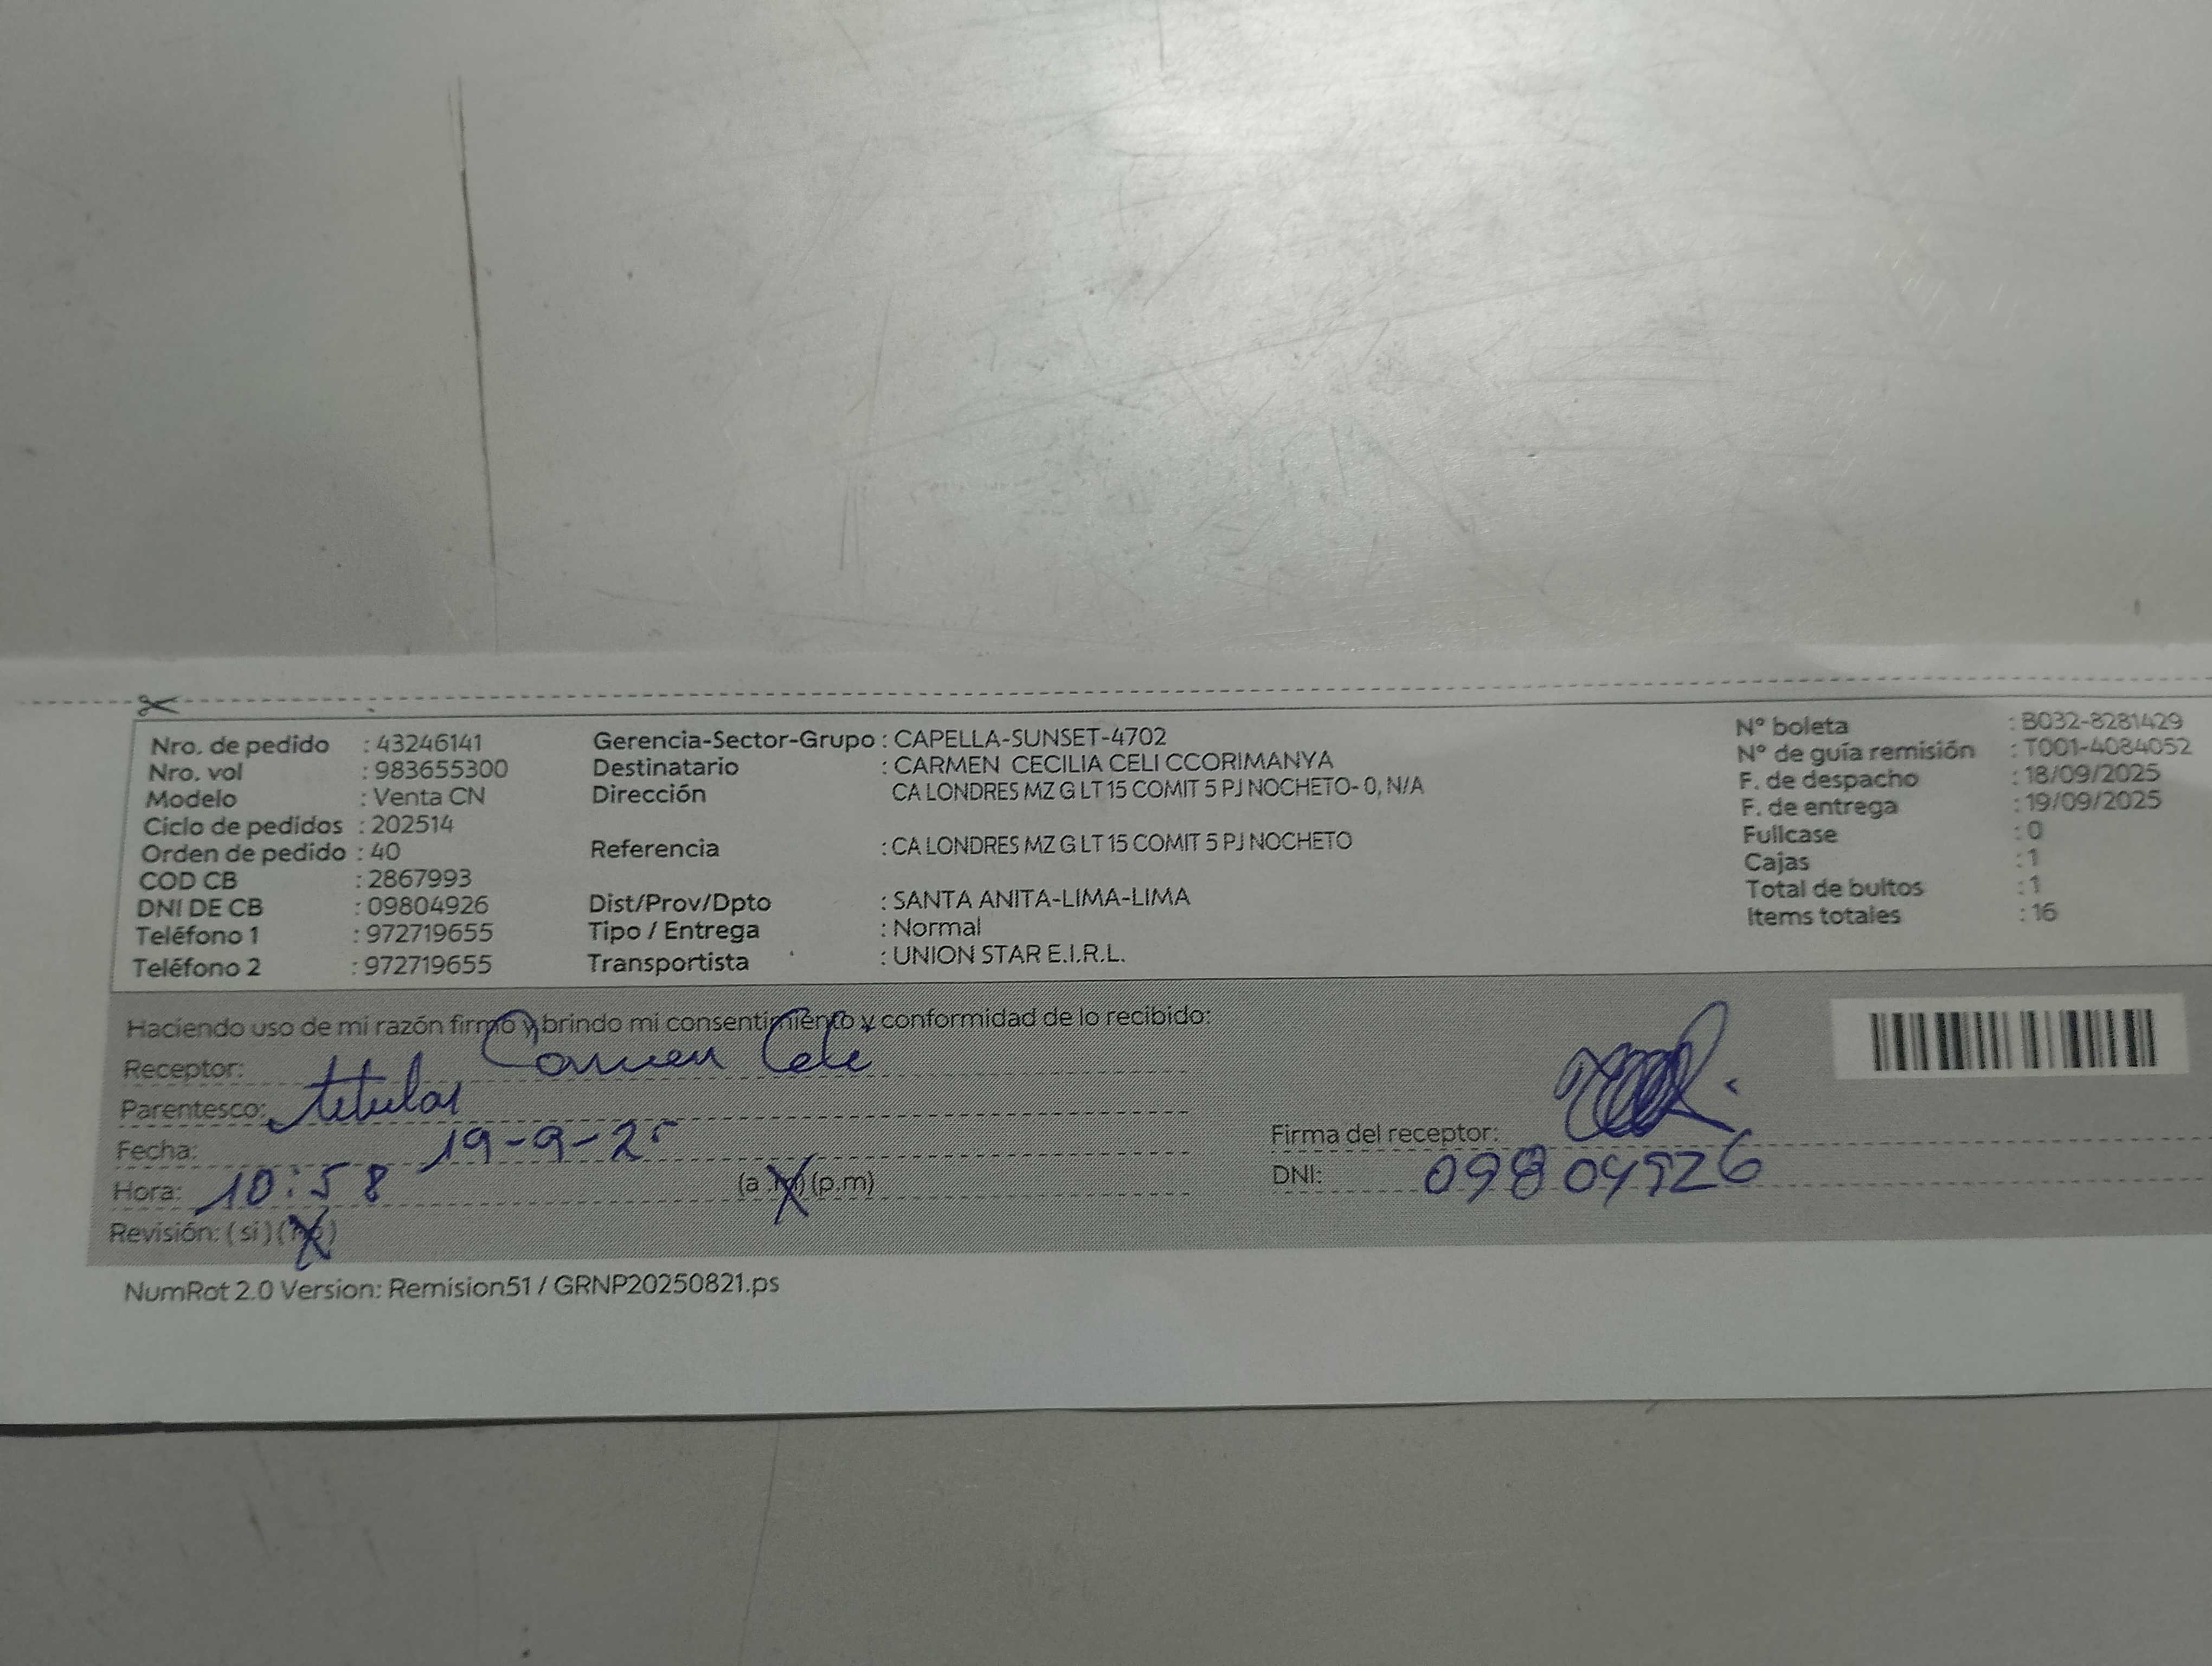 Nro. de pedido : 43246141
Nro. vol : 983655300
Modelo : Venta CN
Ciclo de pedidos : 202514
Orden de pedido : 40
COD CB : 2867993
DNI DE CB : 09804926
Teléfono 1 : 972719655
Teléfono 2 : 972719655
Gerencia-Sector-Grupo : CAPELLA-SUNSET-4702
Destinatario : CARMEN CECILIA CELI CCORIMANYA
Dirección CA LONDRES MZ G LT 15 COMIT 5 PJ NOCHETO- 0, N/A
Referencia : CA LONDRES MZ G LT 15 COMIT 5 PJ NOCHETO
Dist/Prov/Dpto : SANTA ANITA-LIMA-LIMA
Tipo / Entrega : Normal
Transportista : UNION STAR E.I.R.L.
N° boleta : B032-8281429
N° de guía remisión : T001-4084052
F. de despacho : 18/09/2025
F. de entrega : 19/09/2025
Fullcase : 0
Cajas : 1
Total de bultos : 1
Items totales : 16
Haciendo uso de mi razón firmo y brindo mi consentimiento y conformidad de lo recibido:
Receptor: Carmen Celi
Parentesco: titular
Fecha: 19-9-25
Hora: 10:58 (a.m) (p.m)
Revisión: (si) (no)
Firma del receptor:
DNI: 09804926
NumRot 2.0 Version: Remision51 / GRNP20250821.ps